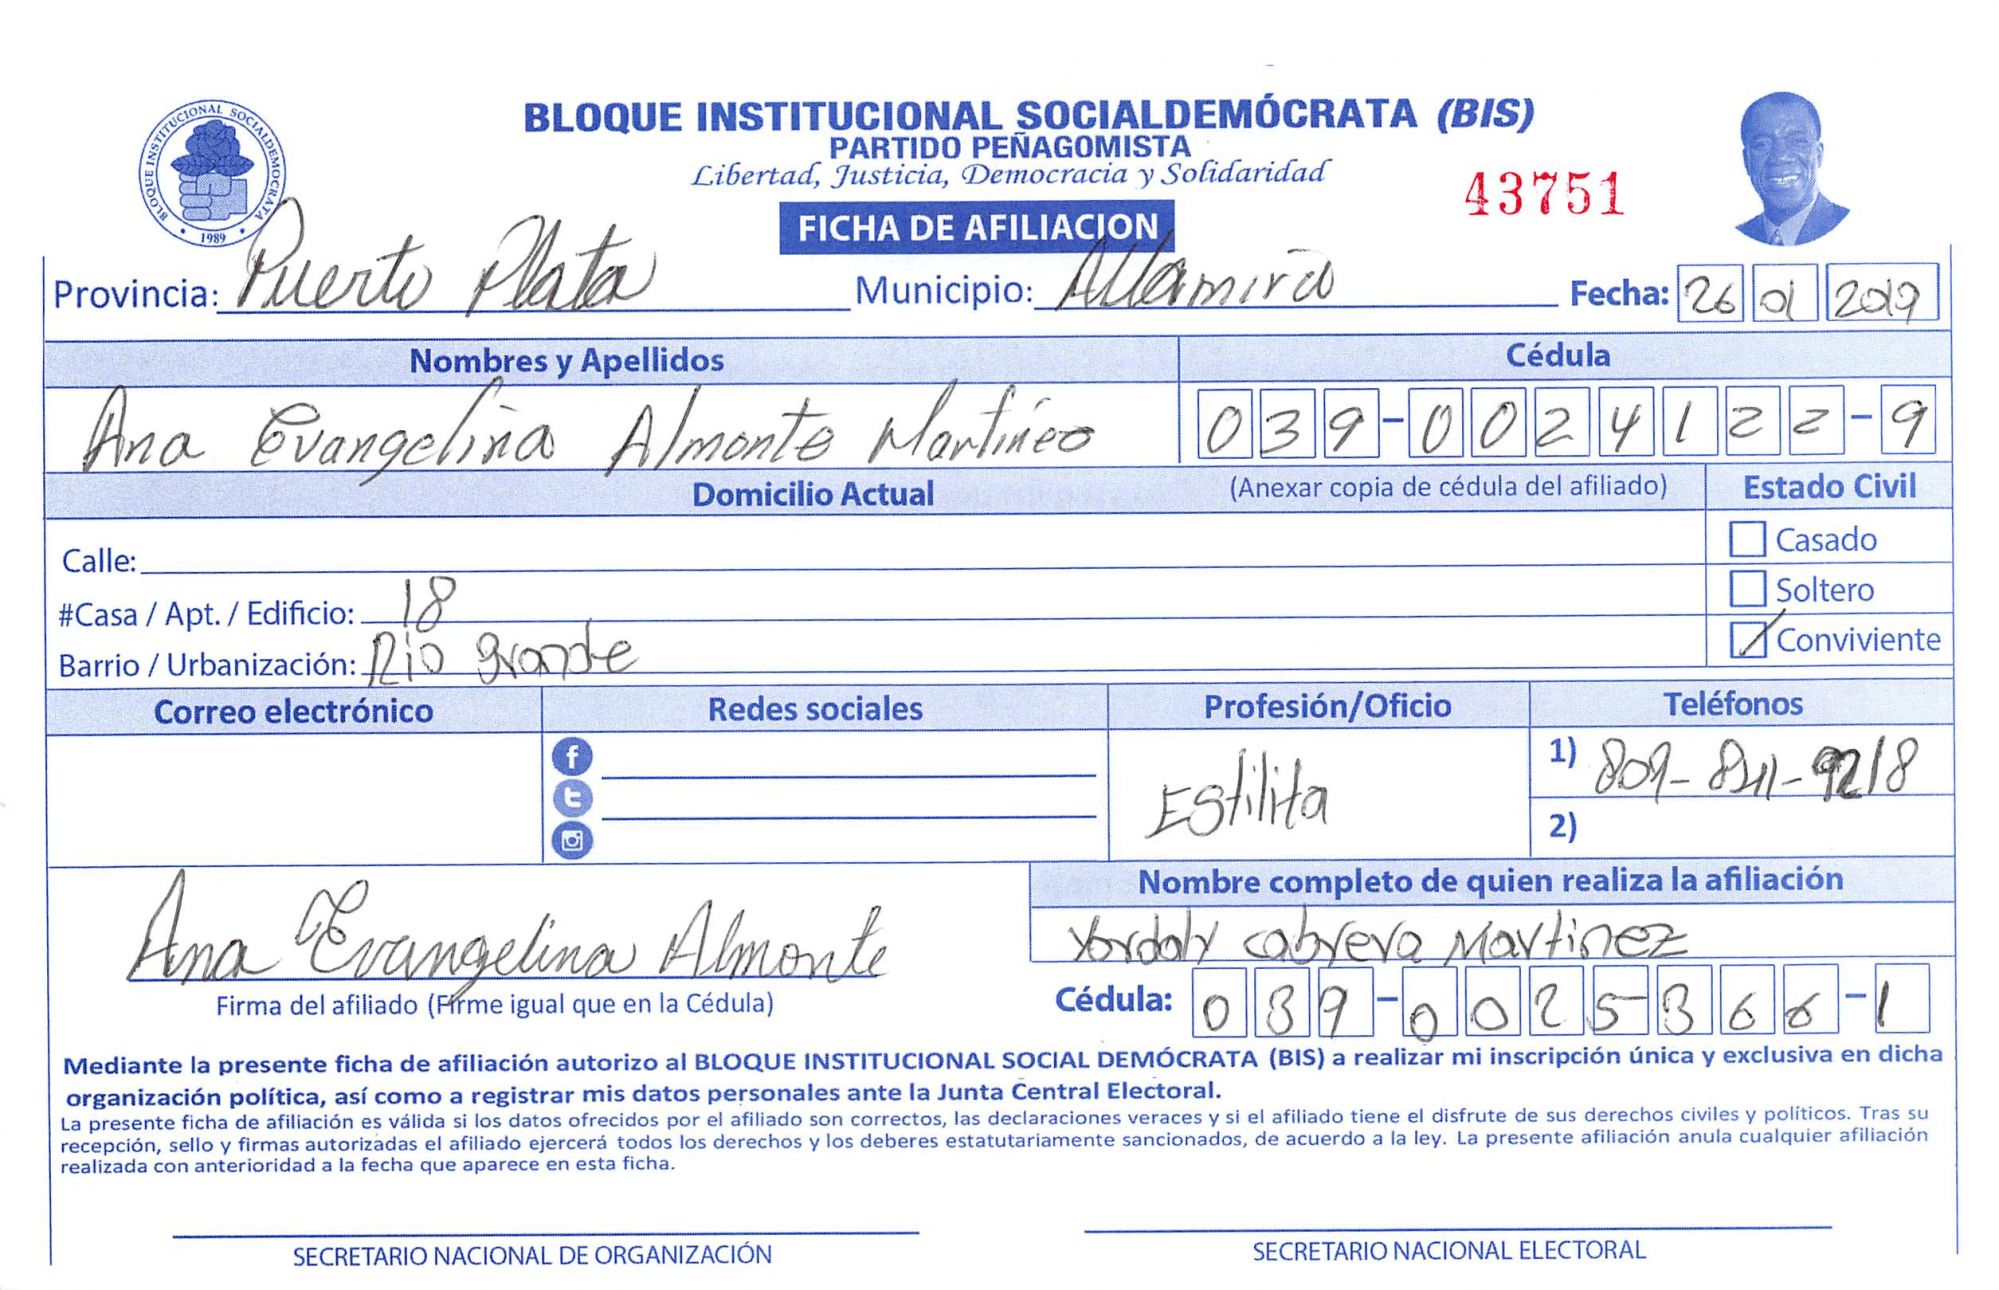 BLOQUE INSTITUCIONAL SOCIALDEMÓCRATA (BIS)
PARTIDO PEÑAGOMISTA
Libertad, Justicia, Democracia y Solidaridad
BLOQUE INSTITUCIONAL SOCIALDEMOCRATA
1989
43751
FICHA DE AFILIACION
Provincia: Puerto Plata Municipio: Altamira Fecha: 26 01 2019
Nombres y Apellidos Cédula
Ana Evangelina Almonte 039-0024122-9
Domicilio Actual (Anexar copia de cédula del afiliado) Estado Civil
Calle: Casado
#Casa / Apt. / Edificio: 18 Soltero
Barrio / Urbanización: Rio grande Conviviente
Correo electrónico Redes sociales Profesión/Oficio Teléfonos
Estilita 1) 809-841-9218
2)
Nombre completo de quien realiza la afiliación
Ana Evangelina Almonte Cabrera Martinez
Firma del afiliado (Firme igual que en la Cédula) Cédula: 039-0025366-1
Mediante la presente ficha de afiliación autorizo al BLOQUE INSTITUCIONAL SOCIAL DEMÓCRATA (BIS) a realizar mi inscripción única y exclusiva en dicha
organización política, así como a registrar mis datos personales ante la Junta Central Electoral.
La presente ficha de afiliación es válida si los datos ofrecidos por el afiliado son correctos, las declaraciones veraces y si el afiliado tiene el disfrute de sus derechos civiles y políticos. Tras su
recepción, sello y firmas autorizadas el afiliado ejercerá todos los derechos y los deberes estatutariamente sancionados, de acuerdo a la ley. La presente afiliación anula cualquier afiliación
realizada con anterioridad a la fecha que aparece en esta ficha.
SECRETARIO NACIONAL DE ORGANIZACIÓN SECRETARIO NACIONAL ELECTORAL